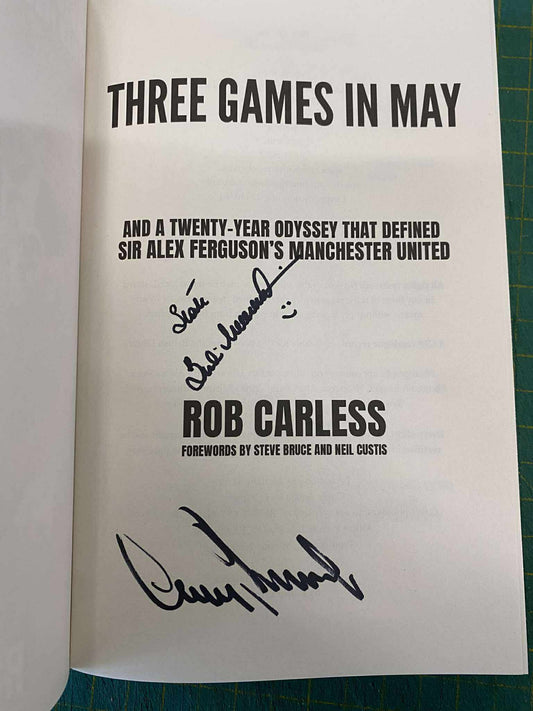 THREE GAMES IN MAY
AND A TWENTY-YEAR ODYSSEY THAT DEFINED
SIR ALEX FERGUSON'S MANCHESTER UNITED
ROB CARLESS
FOREWORDS BY STEVE BRUCE AND NEIL CUSTIS